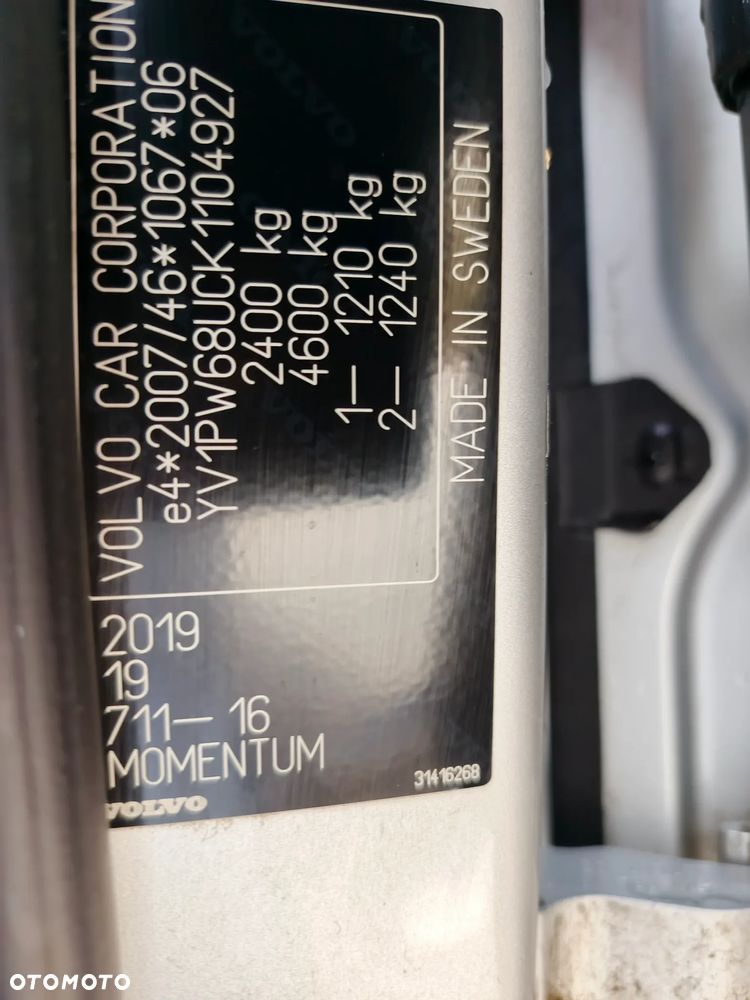 VOLVO CAR CORPORATION
e4*2007/46*1067*06
YV1PW68UCK1104927
2400 kg
4600 kg
1— 1210 kg
2— 1240 kg
MADE IN SWEDEN
2019
19
711— 16
MOMENTUM
31416268
VOLVO
VOLVO
OTOMOTO